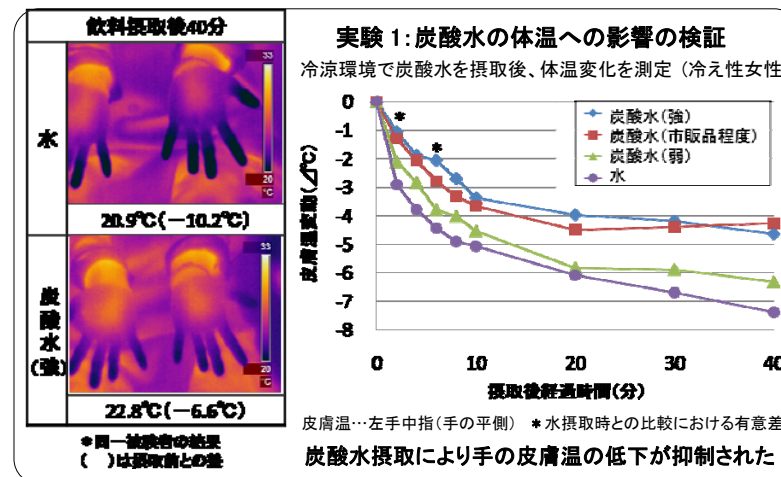 飲料摂取後40分
水
33
20
℃
20.9℃(－10.2℃)
炭酸水(強)
33
20
℃
22.8℃(－6.6℃)
*同一被験者の結果
(　)は摂取前との差
実験1:炭酸水の体温への影響の検証
冷涼環境で炭酸水を摂取後、体温変化を測定 (冷え性女性
皮膚温変動(⊿℃)
0
-1
-2
-3
-4
-5
-6
-7
-8
*
*
炭酸水(強)
炭酸水(市販品程度)
炭酸水(弱)
水
0
10
20
30
40
摂取後経過時間(分)
皮膚温…左手中指(手の平側) *水摂取時との比較における有意差
炭酸水摂取により手の皮膚温の低下が抑制された